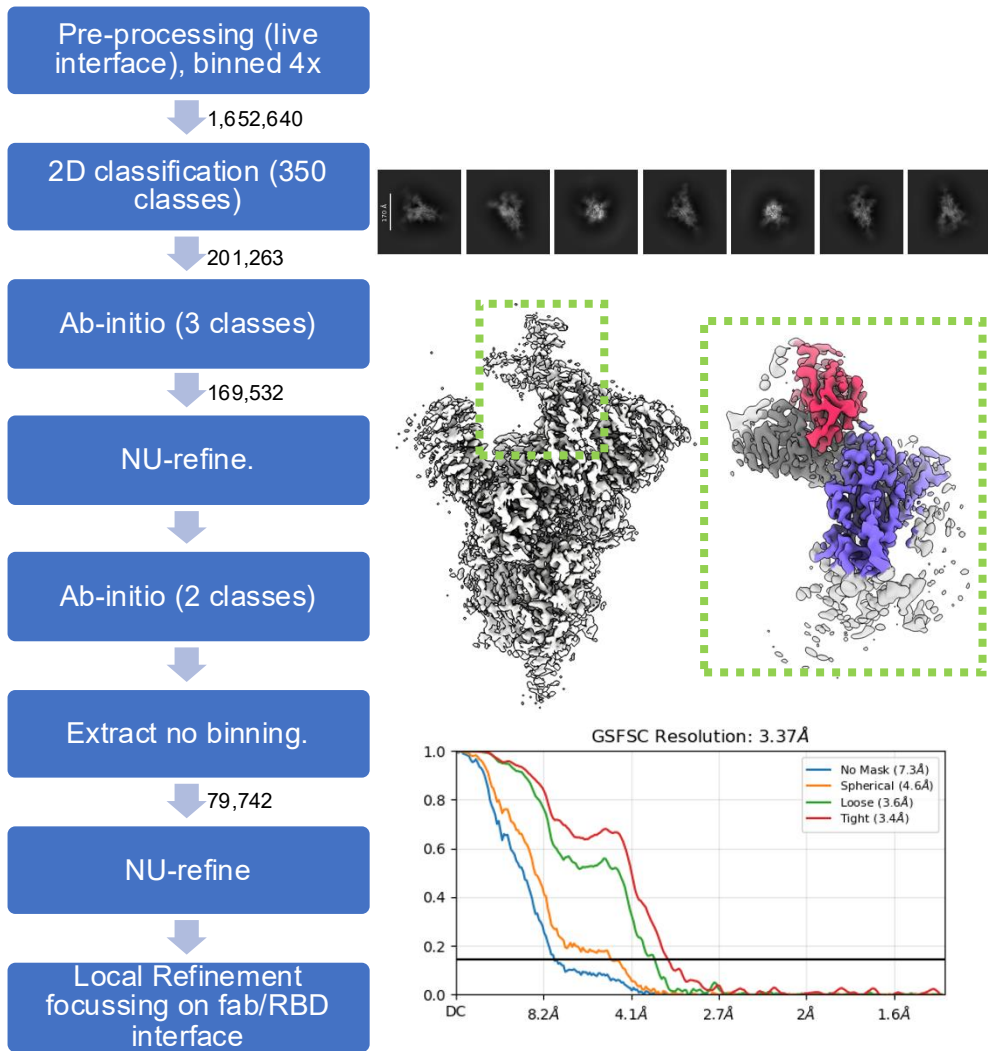 Pre-processing (live
interface), binned 4x
1,652,640
2D classification (350
classes)
170 Å
201,263
Ab-initio (3 classes)
169,532
NU-refine.
Ab-initio (2 classes)
Extract no binning.
79,742
NU-refine
Local Refinement
focussing on fab/RBD
interface
GSFSC Resolution: 3.37Å
1.0
0.8
0.6
0.4
0.2
0.0
No Mask (7.3Å)
Spherical (4.6Å)
Loose (3.6Å)
Tight (3.4Å)
DC
8.2Å
4.1Å
2.7Å
2Å
1.6Å